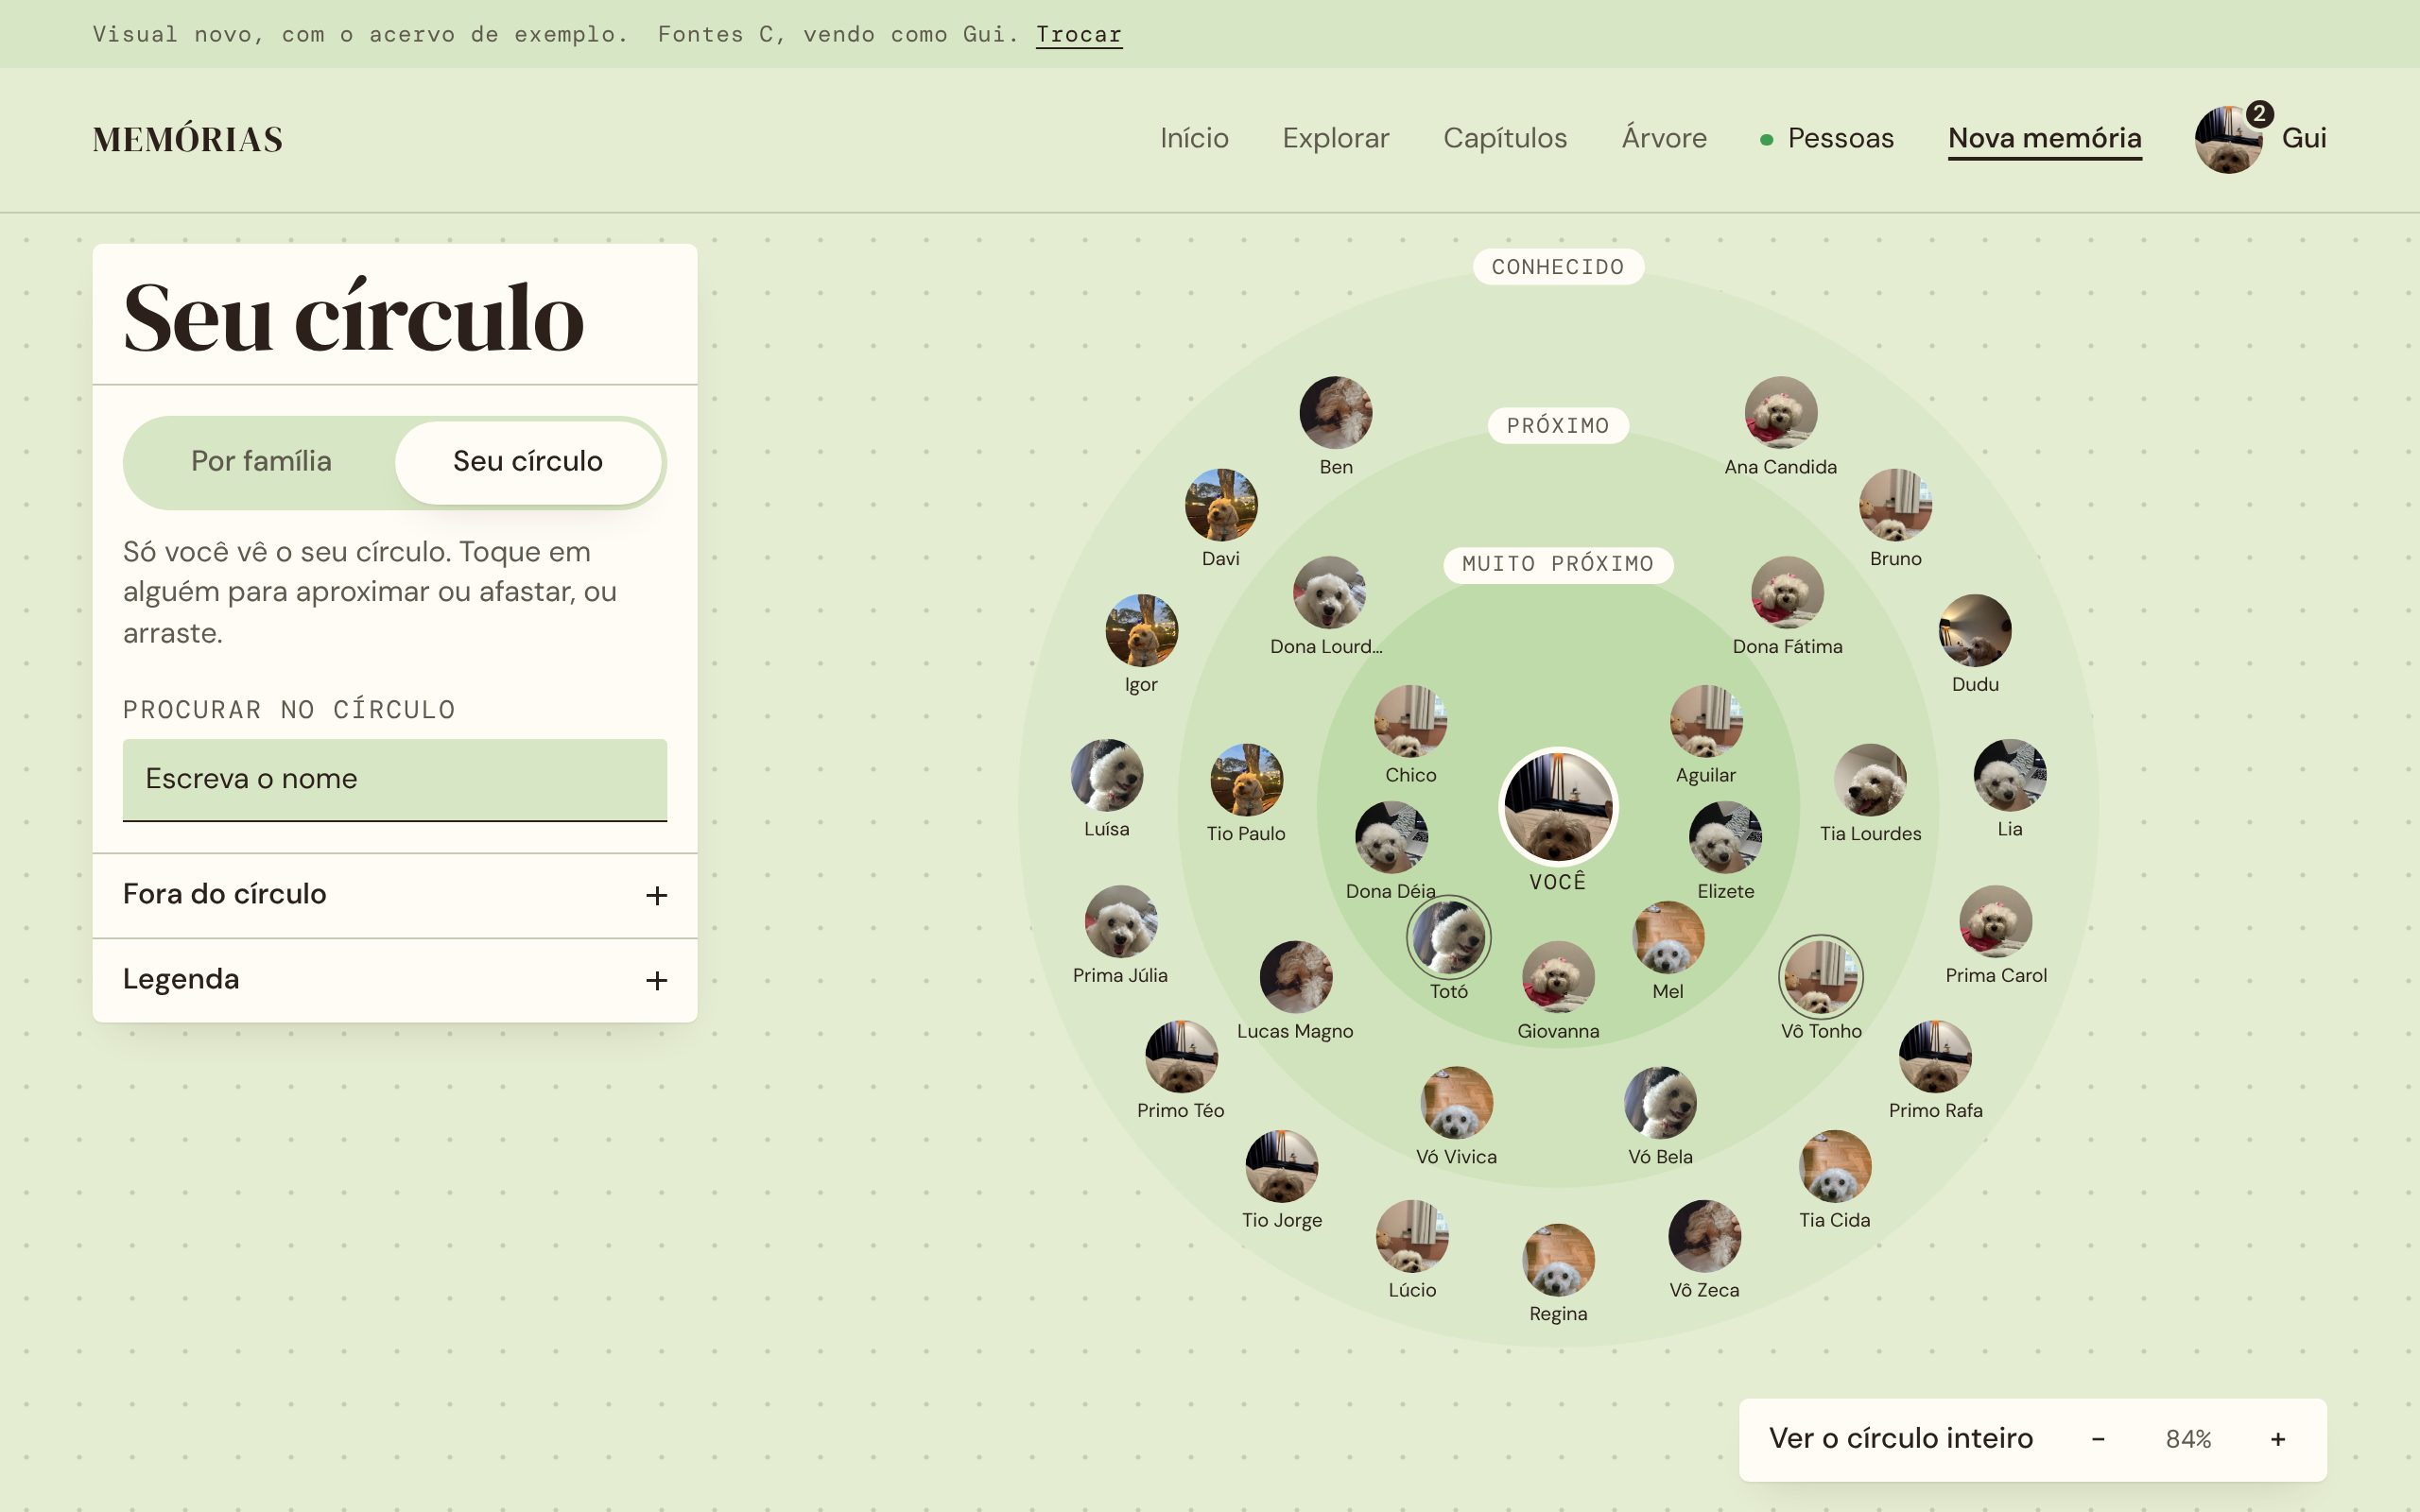 Visual novo, com o acervo de exemplo. Fontes C, vendo como Gui. Trocar
MEMÓRIAS
Início
Explorar
Capítulos
Árvore
Pessoas
Nova memória
2
Gui
Seu círculo
Por família
Seu círculo
Só você vê o seu círculo. Toque em
alguém para aproximar ou afastar, ou
arraste.
PROCURAR NO CÍRCULO
Escreva o nome
Fora do círculo
+
Legenda
+
CONHECIDO
PRÓXIMO
MUITO PRÓXIMO
Ben
Ana Candida
Davi
Bruno
Dona Lourd...
Dona Fátima
Igor
Dudu
Chico
Aguilar
Luísa
Tio Paulo
Tia Lourdes
Lia
Dona Déia
VOCÊ
Elizete
Prima Júlia
Totó
Mel
Prima Carol
Lucas Magno
Giovanna
Vô Tonho
Primo Téo
Primo Rafa
Vó Vivica
Vó Bela
Tio Jorge
Tia Cida
Lúcio
Vô Zeca
Regina
Ver o círculo inteiro
-
84%
+